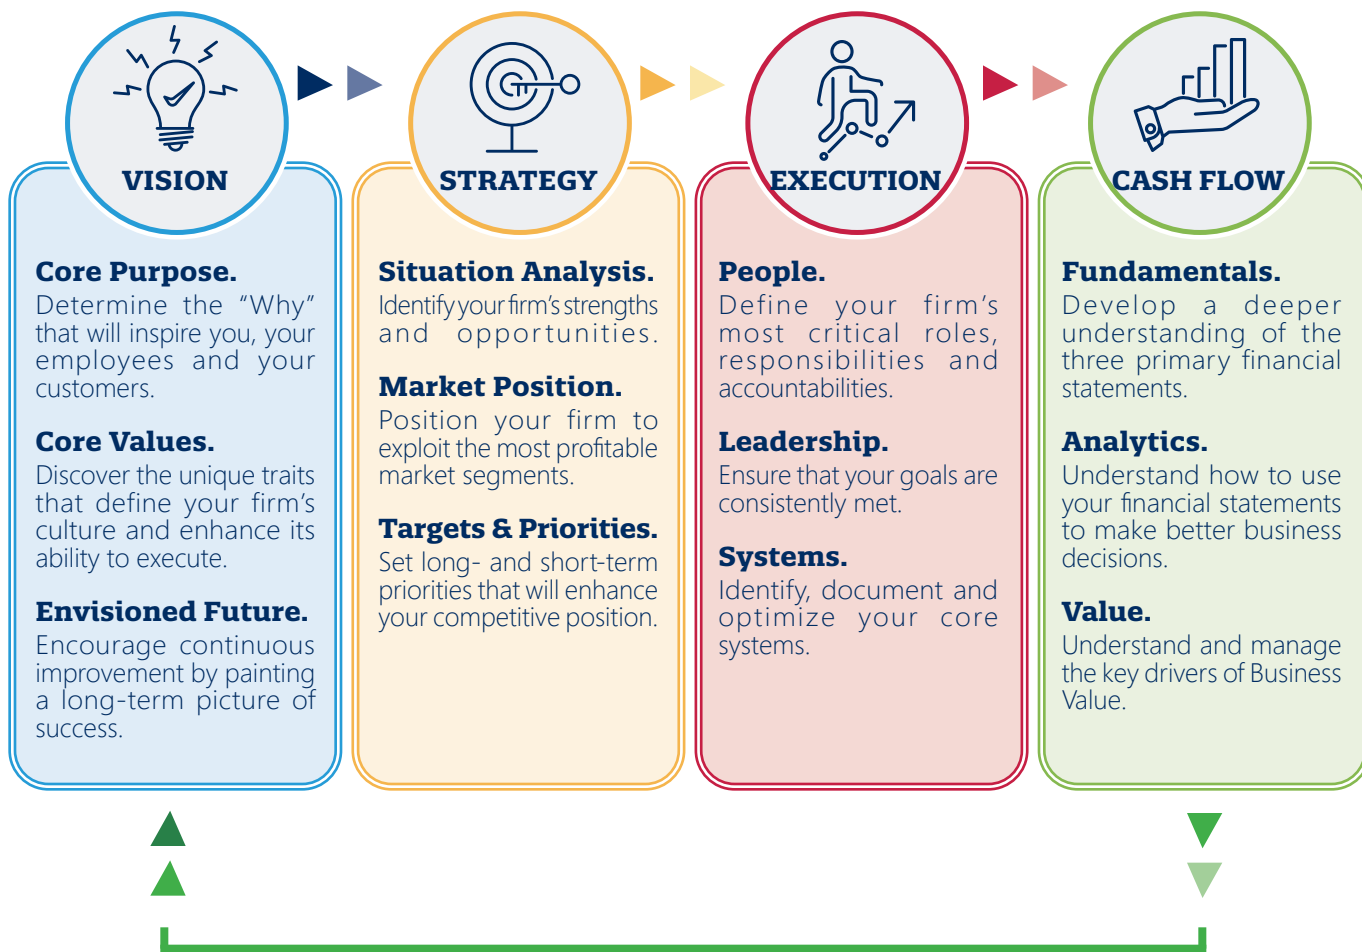 VISION
Core Purpose.
Determine the “Why”
that will inspire you, your
employees and your
customers.
Core Values.
Discover the unique traits
that define your firm’s
culture and enhance its
ability to execute.
Envisioned Future.
Encourage continuous
improvement by painting
a long-term picture of
success.
STRATEGY
Situation Analysis.
Identify your firm’s strengths
and opportunities.
Market Position.
Position your firm to
exploit the most profitable
market segments.
Targets & Priorities.
Set long- and short-term
priorities that will enhance
your competitive position.
EXECUTION
People.
Define your firm’s
most critical roles,
responsibilities and
accountabilities.
Leadership.
Ensure that your goals are
consistently met.
Systems.
Identify, document and
optimize your core
systems.
CASH FLOW
Fundamentals.
Develop a deeper
understanding of the
three primary financial
statements.
Analytics.
Understand how to use
your financial statements
to make better business
decisions.
Value.
Understand and manage
the key drivers of Business
Value.